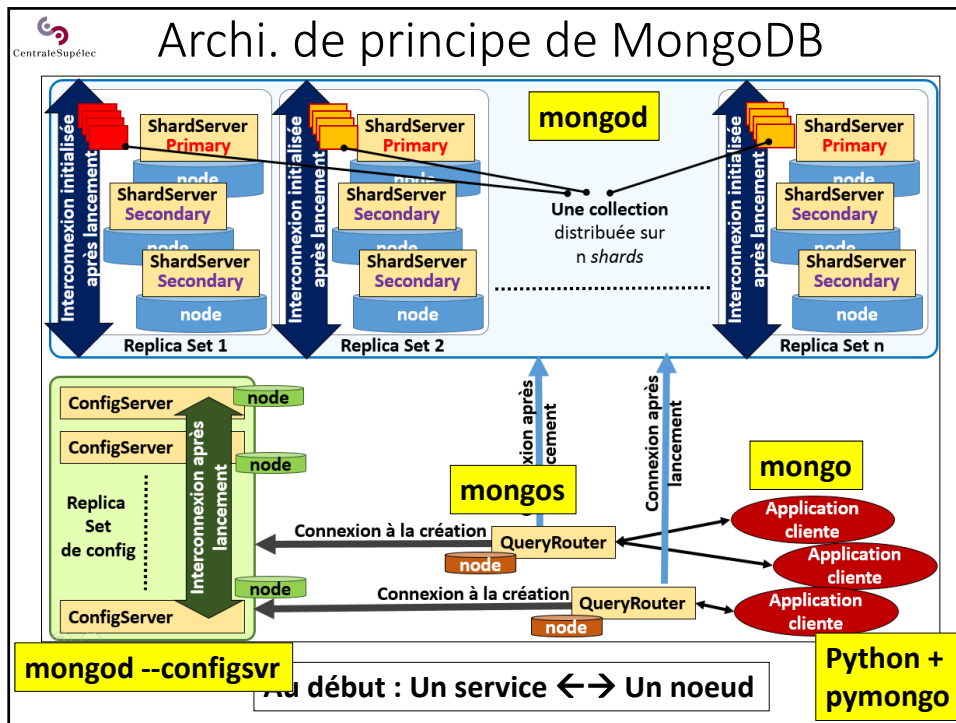 CentraleSupélec
Archi. de principe de MongoDB
mongod
Interconnexion initialisée
après lancement
ShardServer
Primary
node
ShardServer
Secondary
node
ShardServer
Secondary
node
Replica Set 1
Interconnexion initialisée
après lancement
ShardServer
Primary
node
ShardServer
Secondary
node
ShardServer
Secondary
node
Replica Set 2
Une collection
distribuée sur
n shards
Interconnexion initialisée
après lancement
ShardServer
Primary
node
ShardServer
Secondary
node
ShardServer
Secondary
node
Replica Set n
ConfigServer
node
ConfigServer
node
Replica
Set
de config
Interconnexion après
lancement
node
ConfigServer
mongod --configsvr
Connexion à la création
Connexion à la création
après
mongos
QueryRouter
node
Connexion après
lancement
QueryRouter
node
mongo
Application
cliente
Application
cliente
Application
cliente
Python +
pymongo
début : Un service ←→ Un noeud